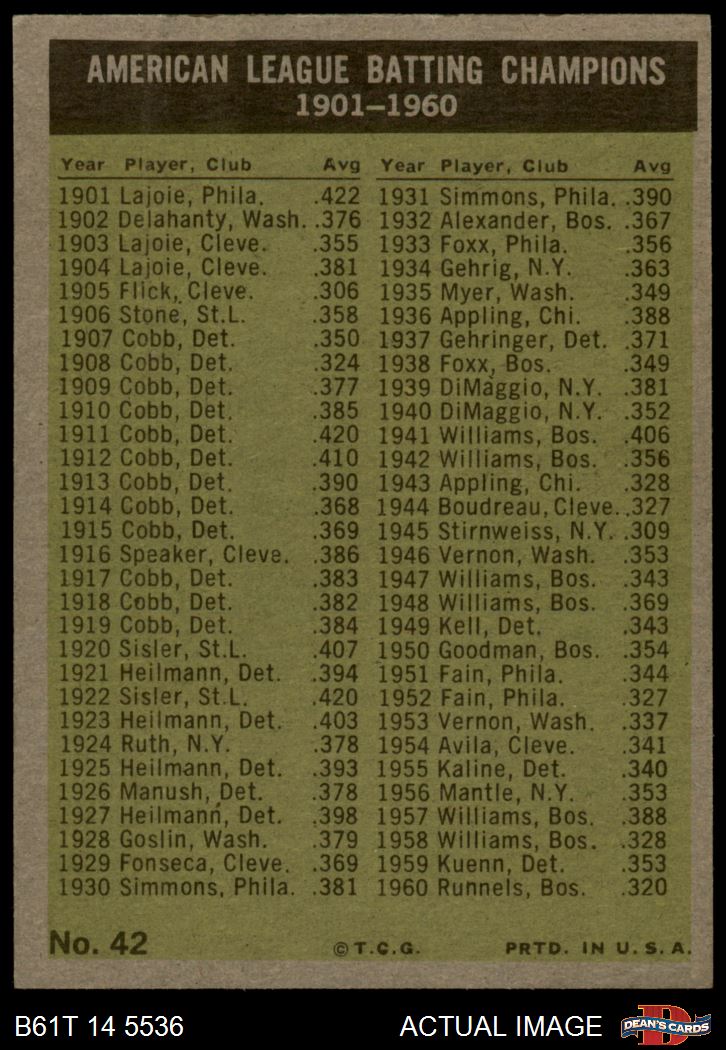 AMERICAN LEAGUE BATTING CHAMPIONS
1901–1960
Year Player, Club Avg
1901 Lajoie, Phila. .422
1902 Delahanty, Wash. .376
1903 Lajoie, Cleve. .355
1904 Lajoie, Cleve. .381
1905 Flick, Cleve. .306
1906 Stone, St.L. .358
1907 Cobb, Det. .350
1908 Cobb, Det. .324
1909 Cobb, Det. .377
1910 Cobb, Det. .385
1911 Cobb, Det. .420
1912 Cobb, Det. .410
1913 Cobb, Det. .390
1914 Cobb, Det. .368
1915 Cobb, Det. .369
1916 Speaker, Cleve. .386
1917 Cobb, Det. .383
1918 Cobb, Det. .382
1919 Cobb, Det. .384
1920 Sisler, St.L. .407
1921 Heilmann, Det. .394
1922 Sisler, St.L. .420
1923 Heilmann, Det. .403
1924 Ruth, N.Y. .378
1925 Heilmann, Det. .393
1926 Manush, Det. .378
1927 Heilmann, Det. .398
1928 Goslin, Wash. .379
1929 Fonseca, Cleve. .369
1930 Simmons, Phila. .381
Year Player, Club Avg
1931 Simmons, Phila. .390
1932 Alexander, Bos. .367
1933 Foxx, Phila. .356
1934 Gehrig, N.Y. .363
1935 Myer, Wash. .349
1936 Appling, Chi. .388
1937 Gehringer, Det. .371
1938 Foxx, Bos. .349
1939 DiMaggio, N.Y. .381
1940 DiMaggio, N.Y. .352
1941 Williams, Bos. .406
1942 Williams, Bos. .356
1943 Appling, Chi. .328
1944 Boudreau, Cleve. .327
1945 Stirnweiss, N.Y. .309
1946 Vernon, Wash. .353
1947 Williams, Bos. .343
1948 Williams, Bos. .369
1949 Kell, Det. .343
1950 Goodman, Bos. .354
1951 Fain, Phila. .344
1952 Fain, Phila. .327
1953 Vernon, Wash. .337
1954 Avila, Cleve. .341
1955 Kaline, Det. .340
1956 Mantle, N.Y. .353
1957 Williams, Bos. .388
1958 Williams, Bos. .328
1959 Kuenn, Det. .353
1960 Runnels, Bos. .320
No. 42 © T.C.G. PRTD. IN U.S.A.
B61T 14 5536 ACTUAL IMAGE
D
DEAN'S CARDS